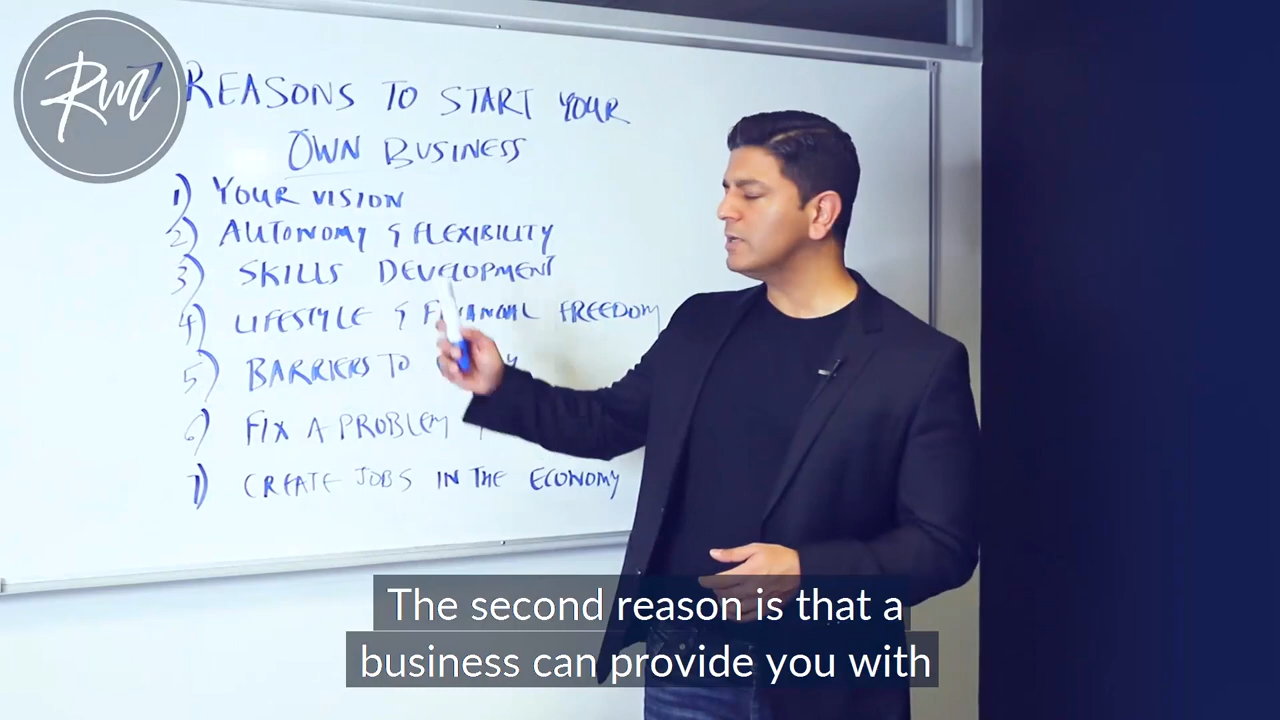 RM
7 REASONS TO START YOUR
OWN BUSINESS
1) YOUR VISION
2) AUTONOMY & FLEXIBILITY
3) SKILLS DEVELOPMENT
4) LIFESTYLE & FINANCIAL FREEDOM
5) BARRIERS TO
6) FIX A PROBLEM
7) CREATE JOBS IN THE ECONOMY
The second reason is that a
business can provide you with